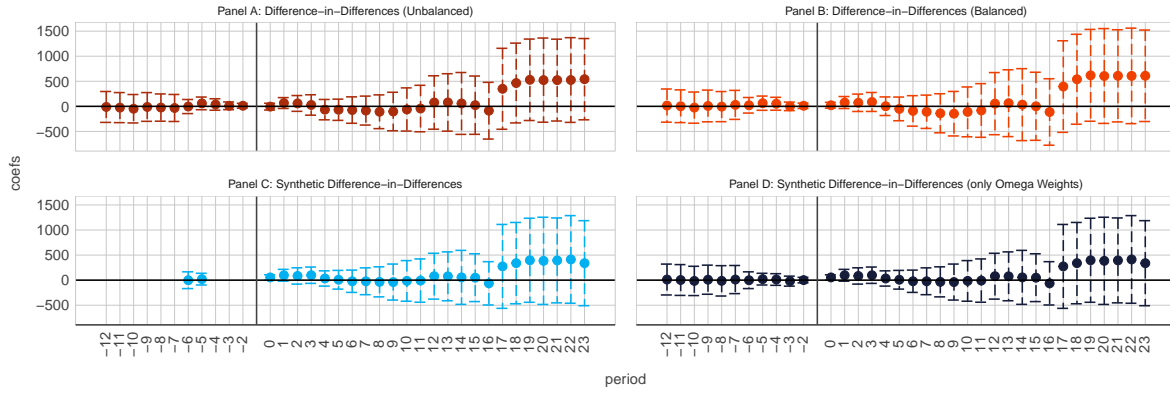 Panel A: Difference−in−Differences (Unbalanced)
Panel B: Difference−in−Differences (Balanced)
1500
1000
500
0
−500
coefs
Panel C: Synthetic Difference−in−Differences
Panel D: Synthetic Difference−in−Differences (only Omega Weights)
1500
1000
500
0
−500
−12 −11 −10 −9 −8 −7 −6 −5 −4 −3 −2 0 1 2 3 4 5 6 7 8 9 10 11 12 13 14 15 16 17 18 19 20 21 22 23
−12 −11 −10 −9 −8 −7 −6 −5 −4 −3 −2 0 1 2 3 4 5 6 7 8 9 10 11 12 13 14 15 16 17 18 19 20 21 22 23
period